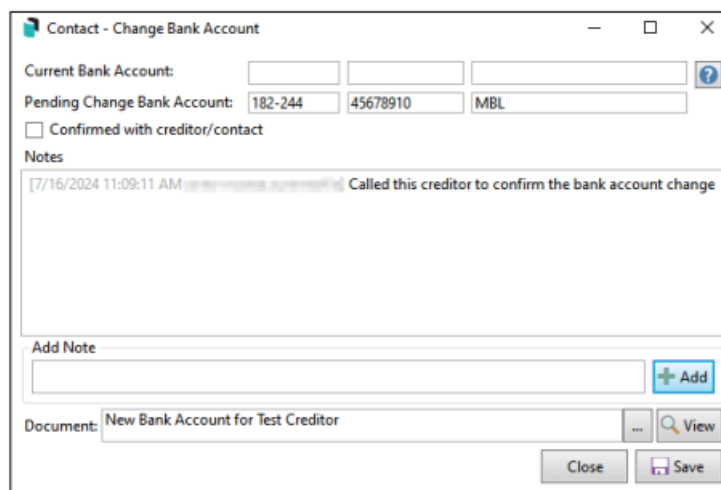 Contact - Change Bank Account
Current Bank Account:
Pending Change Bank Account: 182-244 45678910 MBL
Confirmed with creditor/contact
Notes
[7/16/2024 11:09:11 AM Called this creditor to confirm the bank account change
Add Note
Add
Document: New Bank Account for Test Creditor ... View
Close Save